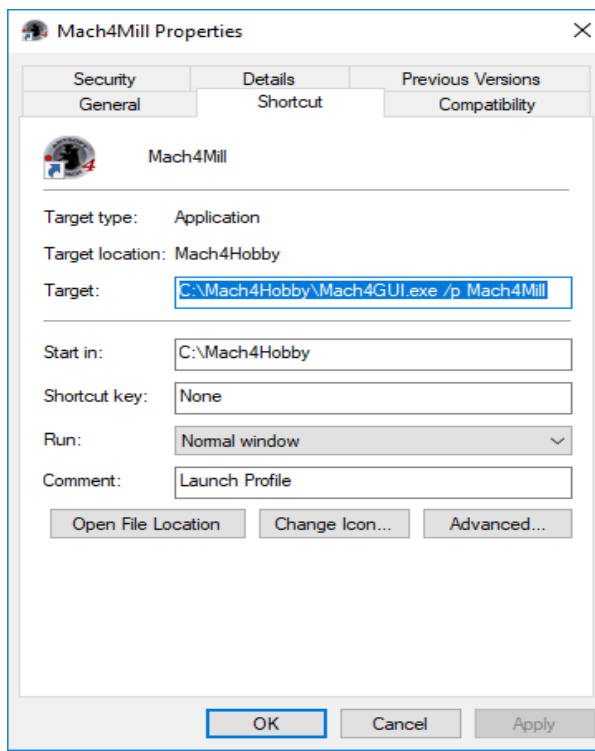 Mach4Mill Properties
Security Details Previous Versions
General Shortcut Compatibility
Mach4Mill
Target type: Application
Target location: Mach4Hobby
Target: C:\Mach4Hobby\Mach4GUI.exe /p Mach4Mill
Start in: C:\Mach4Hobby
Shortcut key: None
Run: Normal window
Comment: Launch Profile
Open File Location Change Icon... Advanced...
OK Cancel Apply